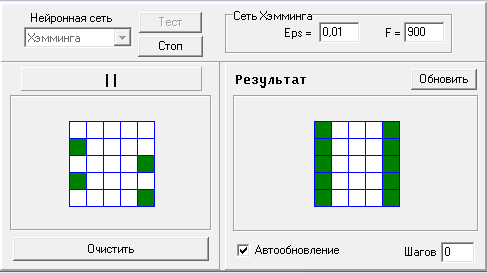 Нейронная сеть
Хэмминга
Тест
Стоп
Сеть Хэмминга
Eps = 0,01
F = 900
||
Очистить
Результат
Обновить
Автообновление
Шагов 0